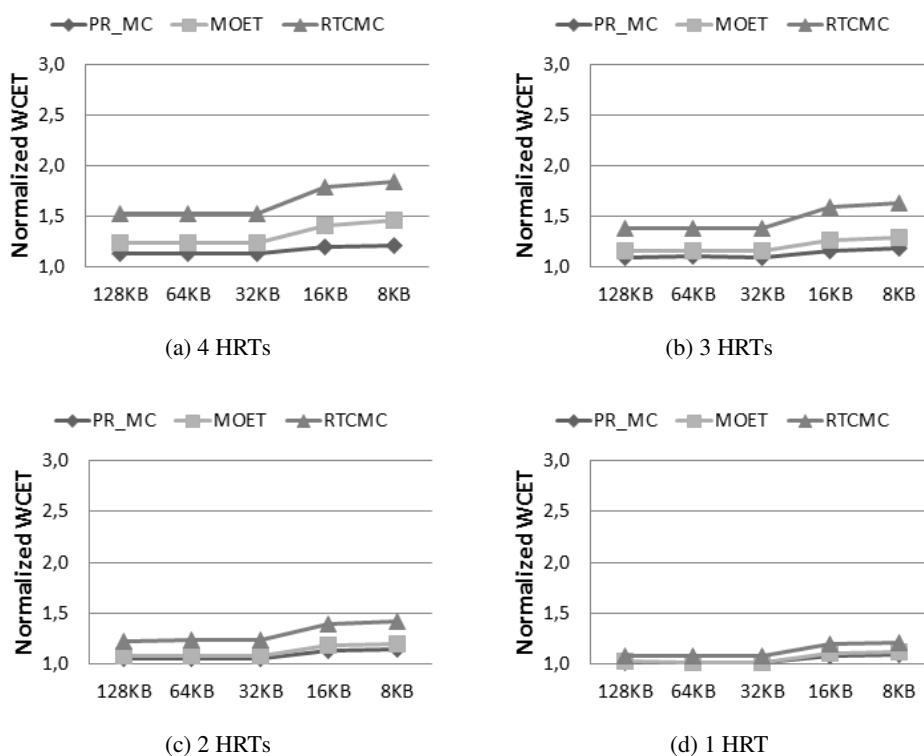 PR_MC MOET RTCMC
Normalized WCET
3,0
2,5
2,0
1,5
1,0
128KB 64KB 32KB 16KB 8KB
(a) 4 HRTs
PR_MC MOET RTCMC
Normalized WCET
3,0
2,5
2,0
1,5
1,0
128KB 64KB 32KB 16KB 8KB
(b) 3 HRTs
PR_MC MOET RTCMC
Normalized WCET
3,0
2,5
2,0
1,5
1,0
128KB 64KB 32KB 16KB 8KB
(c) 2 HRTs
PR_MC MOET RTCMC
Normalized WCET
3,0
2,5
2,0
1,5
1,0
128KB 64KB 32KB 16KB 8KB
(d) 1 HRT